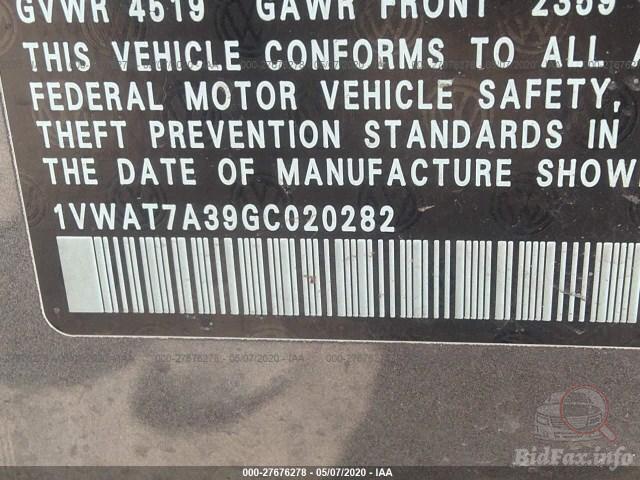 GVWR 4519 GAWR FRONT 2359
THIS VEHICLE CONFORMS TO ALL
FEDERAL MOTOR VEHICLE SAFETY,
THEFT PREVENTION STANDARDS IN
THE DATE OF MANUFACTURE SHOW
1VWAT7A39GC020282
000-27676278 - 05/07/2020 - IAA
BidFax.info